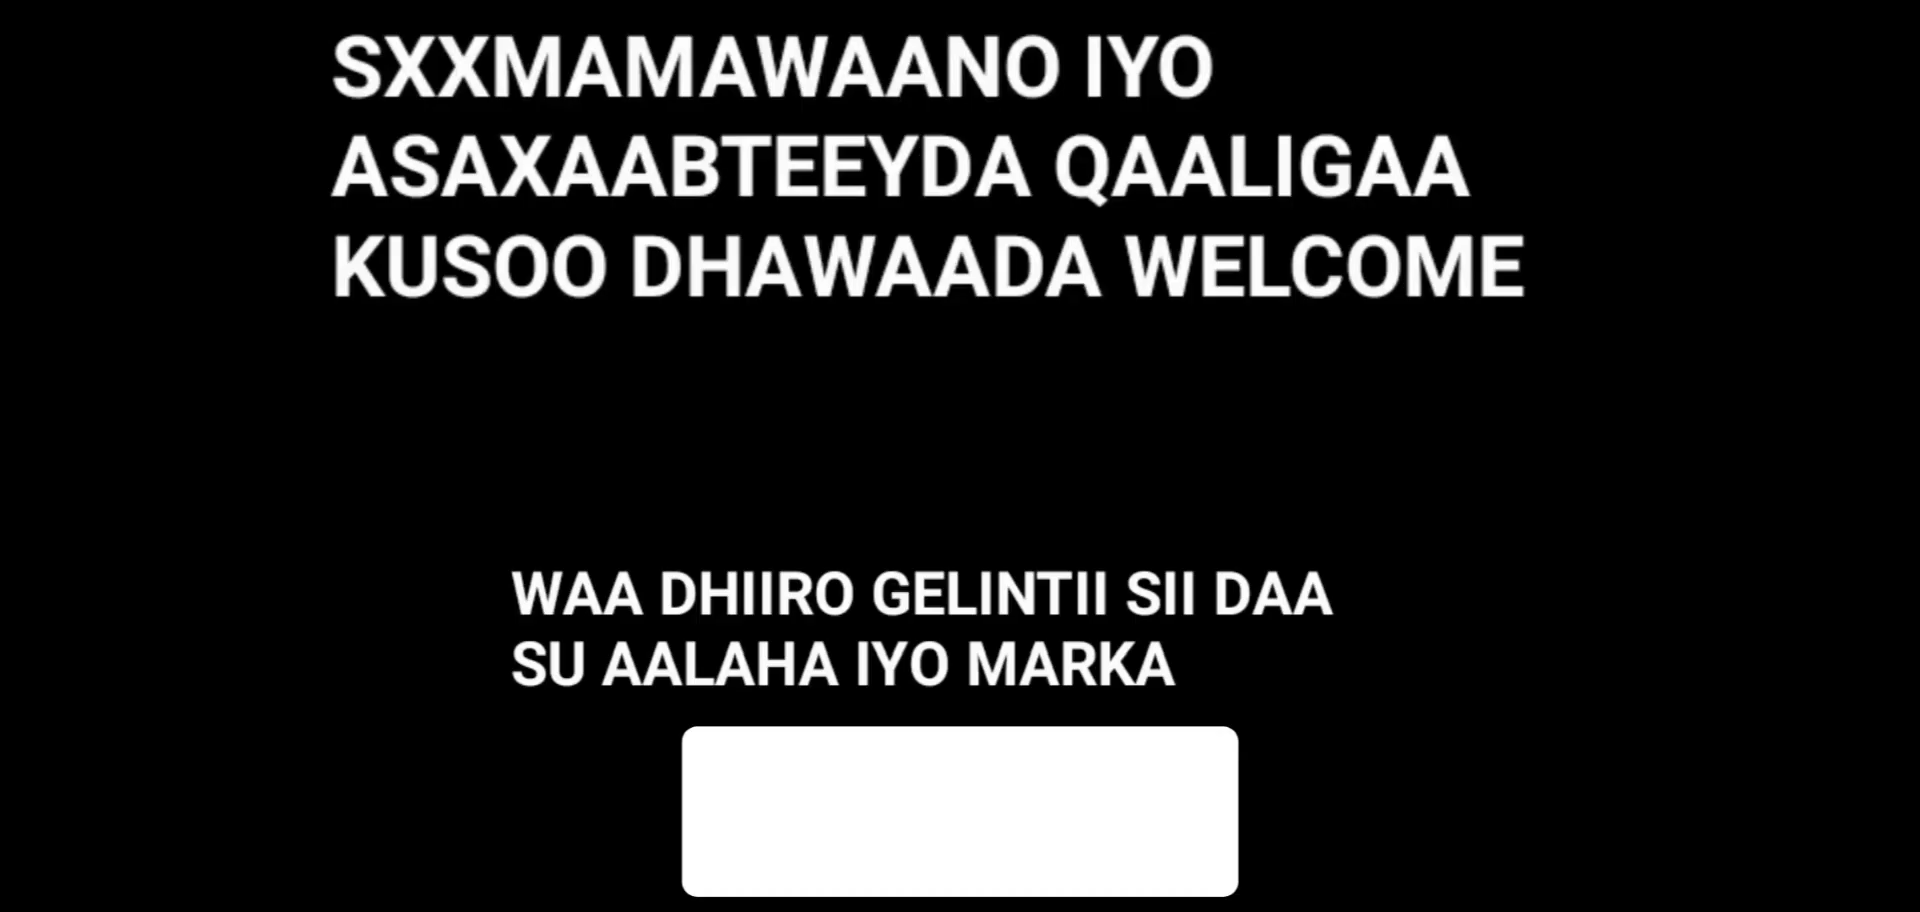 SXXMAMAWAANO IYO
ASAXAABTEEYDA QAALIGAA
KUSOO DHAWAADA WELCOME
WAA DHIIRO GELINTII SII DAA
SU AALAHA IYO MARKA